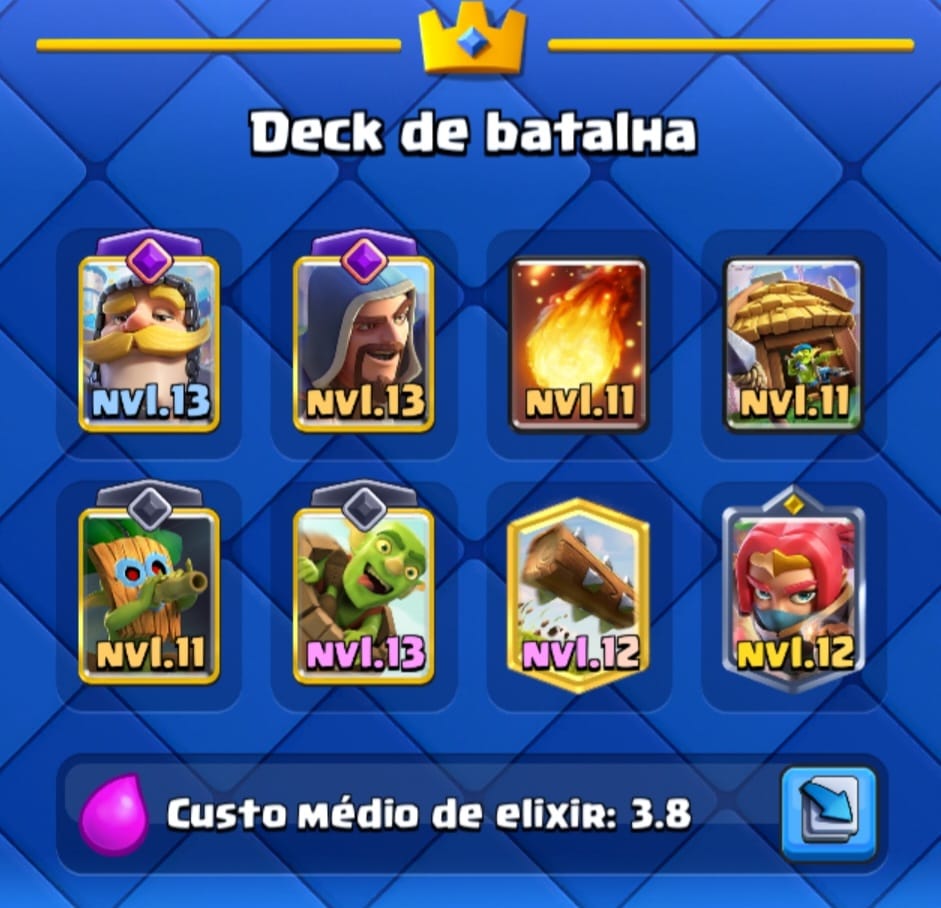 Deck de batalha
Nvl.13
Nvl.13
Nvl.11
Nvl.11
Nvl.11
Nvl.13
Nvl.12
Nvl.12
Custo médio de elixir: 3.8